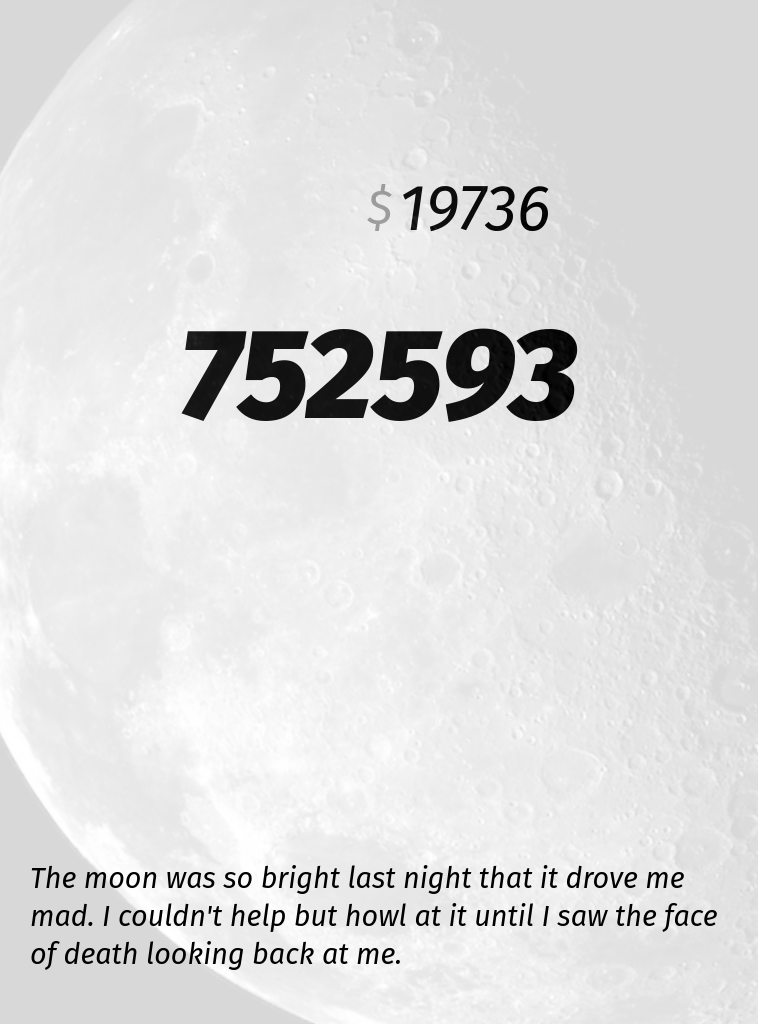 $ 19736
752593
The moon was so bright last night that it drove me
mad. I couldn't help but howl at it until I saw the face
of death looking back at me.